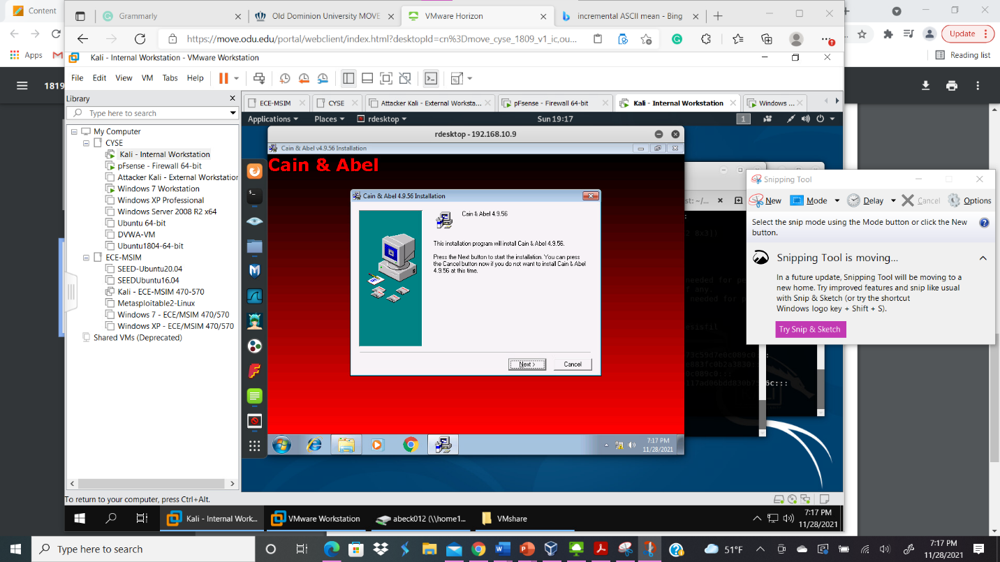 Content
Grammarly
Old Dominion University MOVE
VMware Horizon
incremental ASCII mean - Bing
https://move.odu.edu/portal/webclient/index.html?desktopId=cn%3Dmove_cyse_1809_v1_ic,ou...
Update
Apps
Reading list
1819
Kali - Internal Workstation - VMware Workstation
File Edit View VM Tabs Help
Library
Type here to search
My Computer
CYSE
Kali - Internal Workstation
pFsense - Firewall 64-bit
Attacker Kali - External Workstation
Windows 7 Workstation
Windows XP Professional
Windows Server 2008 R2 x64
Ubuntu 64-bit
DVWA-VM
Ubuntu1804-64-bit
ECE-MSIM
SEED-Ubuntu20.04
SEEDUbuntu16.04
Kali - ECE-MSIM 470-570
Metasploitable2-Linux
Windows 7 - ECE/MSIM 470/570
Windows XP - ECE/MSIM 470/570
Shared VMs (Deprecated)
ECE-MSIM
CYSE
Attacker Kali - External Worksta...
pFsense - Firewall 64-bit
Kali - Internal Workstation
Windows ...
Applications Places rdesktop
Sun 19:17
1
rdesktop - 192.168.10.9
Cain & Abel v4.9.56 Installation
Cain & Abel
Cain & Abel 4.9.56 Installation
Cain & Abel 4.9.56
This installation program will install Cain & Abel 4.9.56.
Press the Next button to start the installation. You can press
the Cancel button now if you do not want to install Cain & Abel
4.9.56 at this time.
Next >
Cancel
7:17 PM
11/28/2021
st: ~/...
needed for pe
f any.
needed for p
esisfil
Snipping Tool
New Mode Delay Cancel Options
Select the snip mode using the Mode button or click the New
button.
Snipping Tool is moving...
In a future update, Snipping Tool will be moving to a
new home. Try improved features and snip like usual
with Snip & Sketch (or try the shortcut
Windows logo key + Shift + S).
Try Snip & Sketch
To return to your computer, press Ctrl+Alt.
Kali - Internal Work...
VMware Workstation
abeck012 (\\home1...
VMshare
7:17 PM
11/28/2021
Type here to search
51°F
7:17 PM
11/28/2021